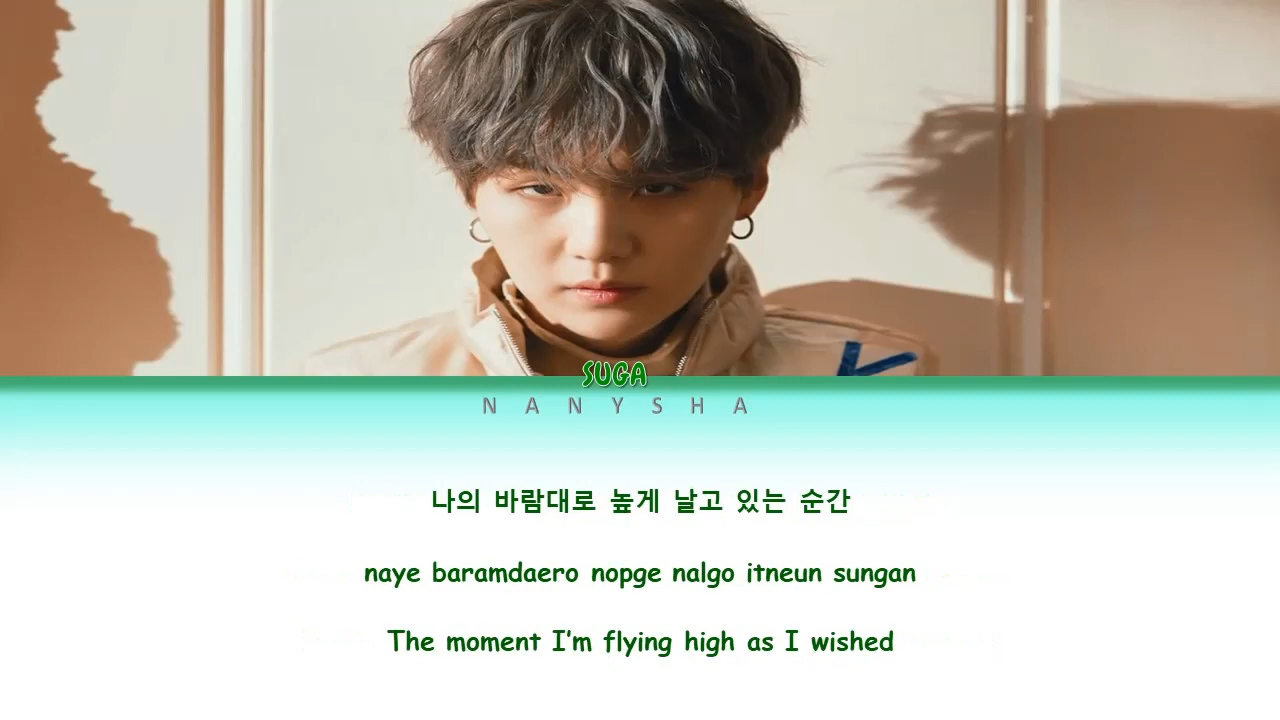 K
SUGA
NANYSHA
나의 바람대로 높게 날고 있는 순간
naye baramdaero nopge nalgo itneun sungan
The moment I'm flying high as I wished